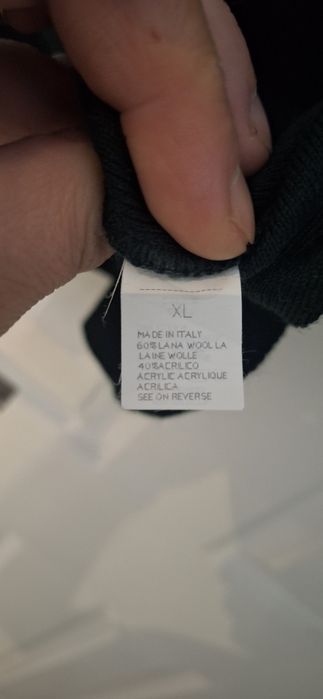 XL
MADE IN ITALY
60% LANA WOOL LA
LAINE WOLLE
40% ACRILICO
ACRYLIC ACRYLIQUE
ACRILICA
SEE ON REVERSE